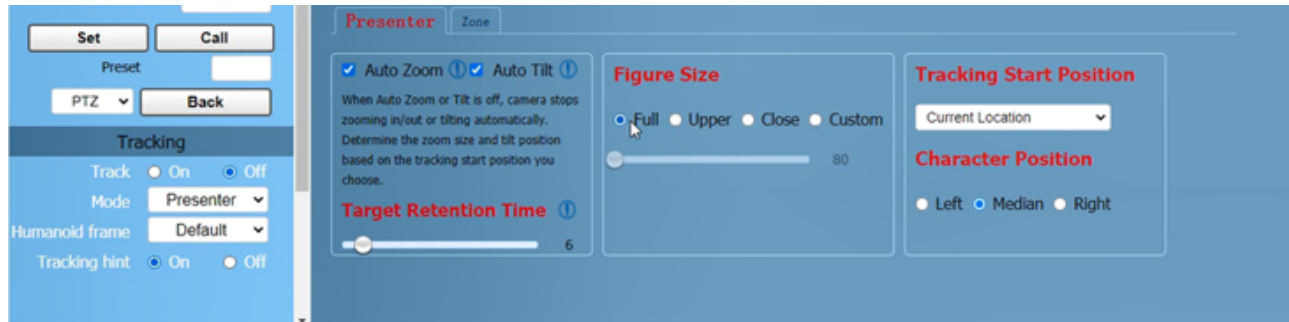 Set Call
Preset
PTZ Back
Tracking
Track On Off
Mode Presenter
Humanoid frame Default
Tracking hint On Off
Presenter Zone
Auto Zoom Auto Tilt
When Auto Zoom or Tilt is off, camera stops
zooming in/out or tilting automatically.
Determine the zoom size and tilt position
based on the tracking start position you
choose.
Target Retention Time
6
Figure Size
Full Upper Close Custom
80
Tracking Start Position
Current Location
Character Position
Left Median Right